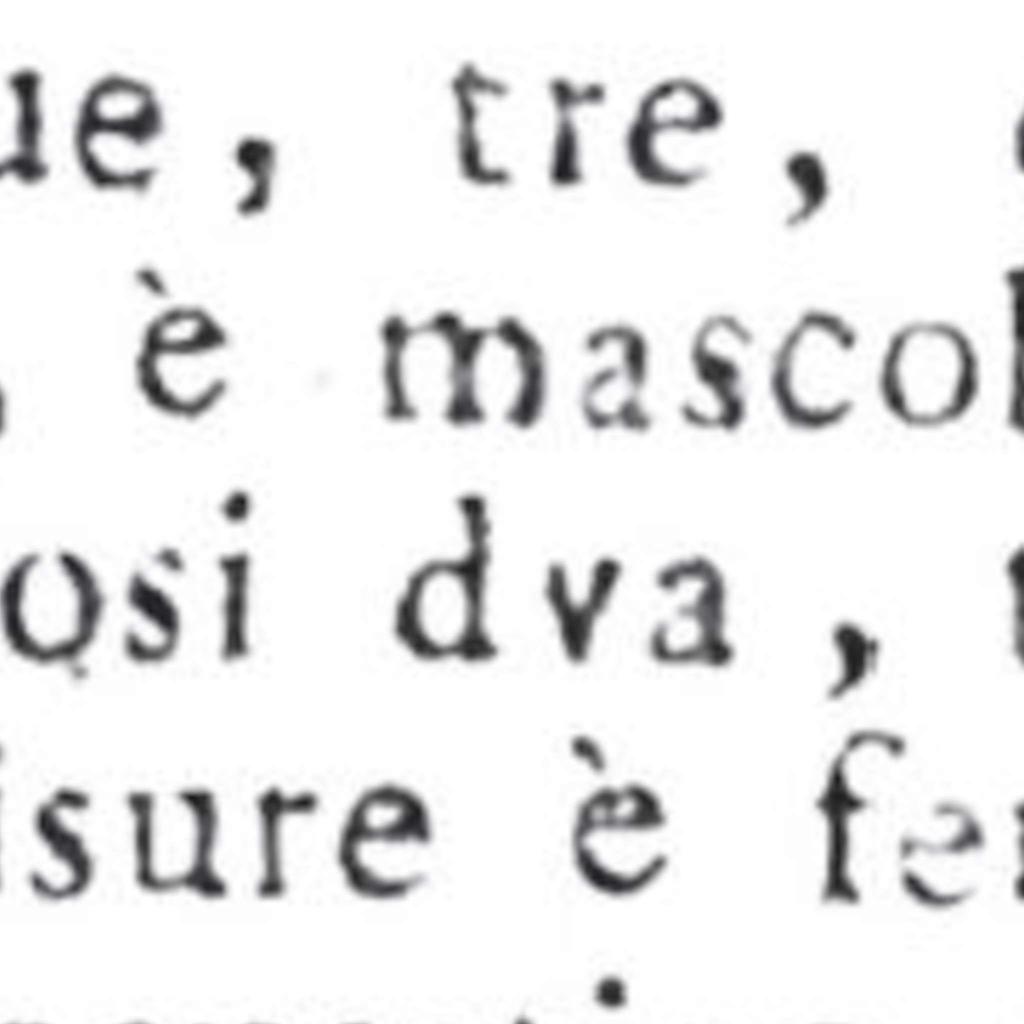 ue, tre,
è mascol
osi dva,
isure è fe